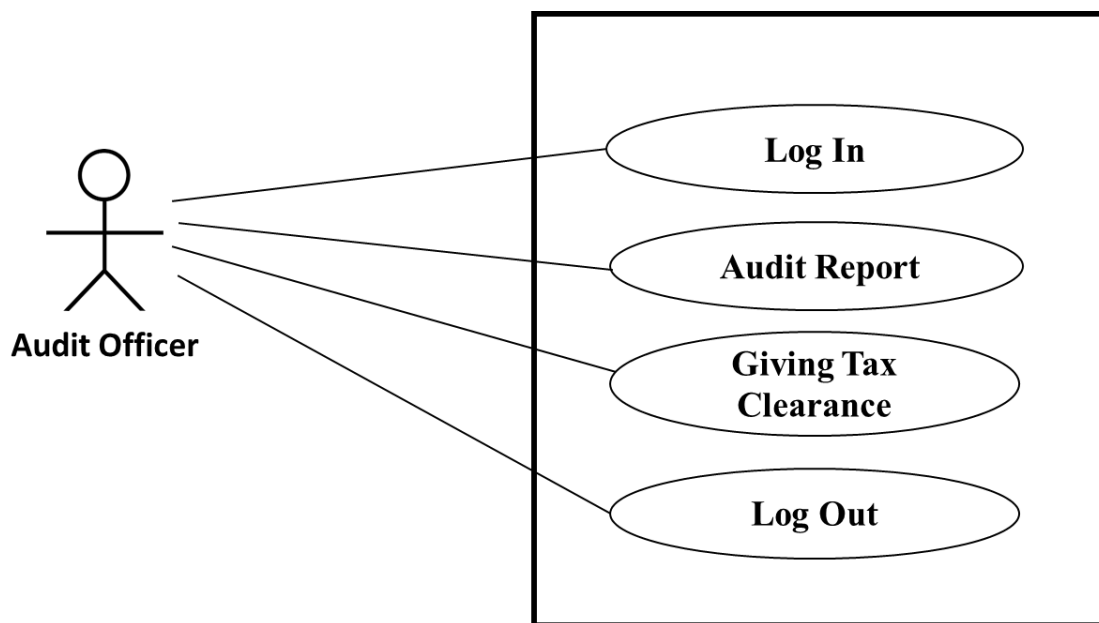 Log In
Audit Report
Audit Officer
Giving Tax
Clearance
Log Out